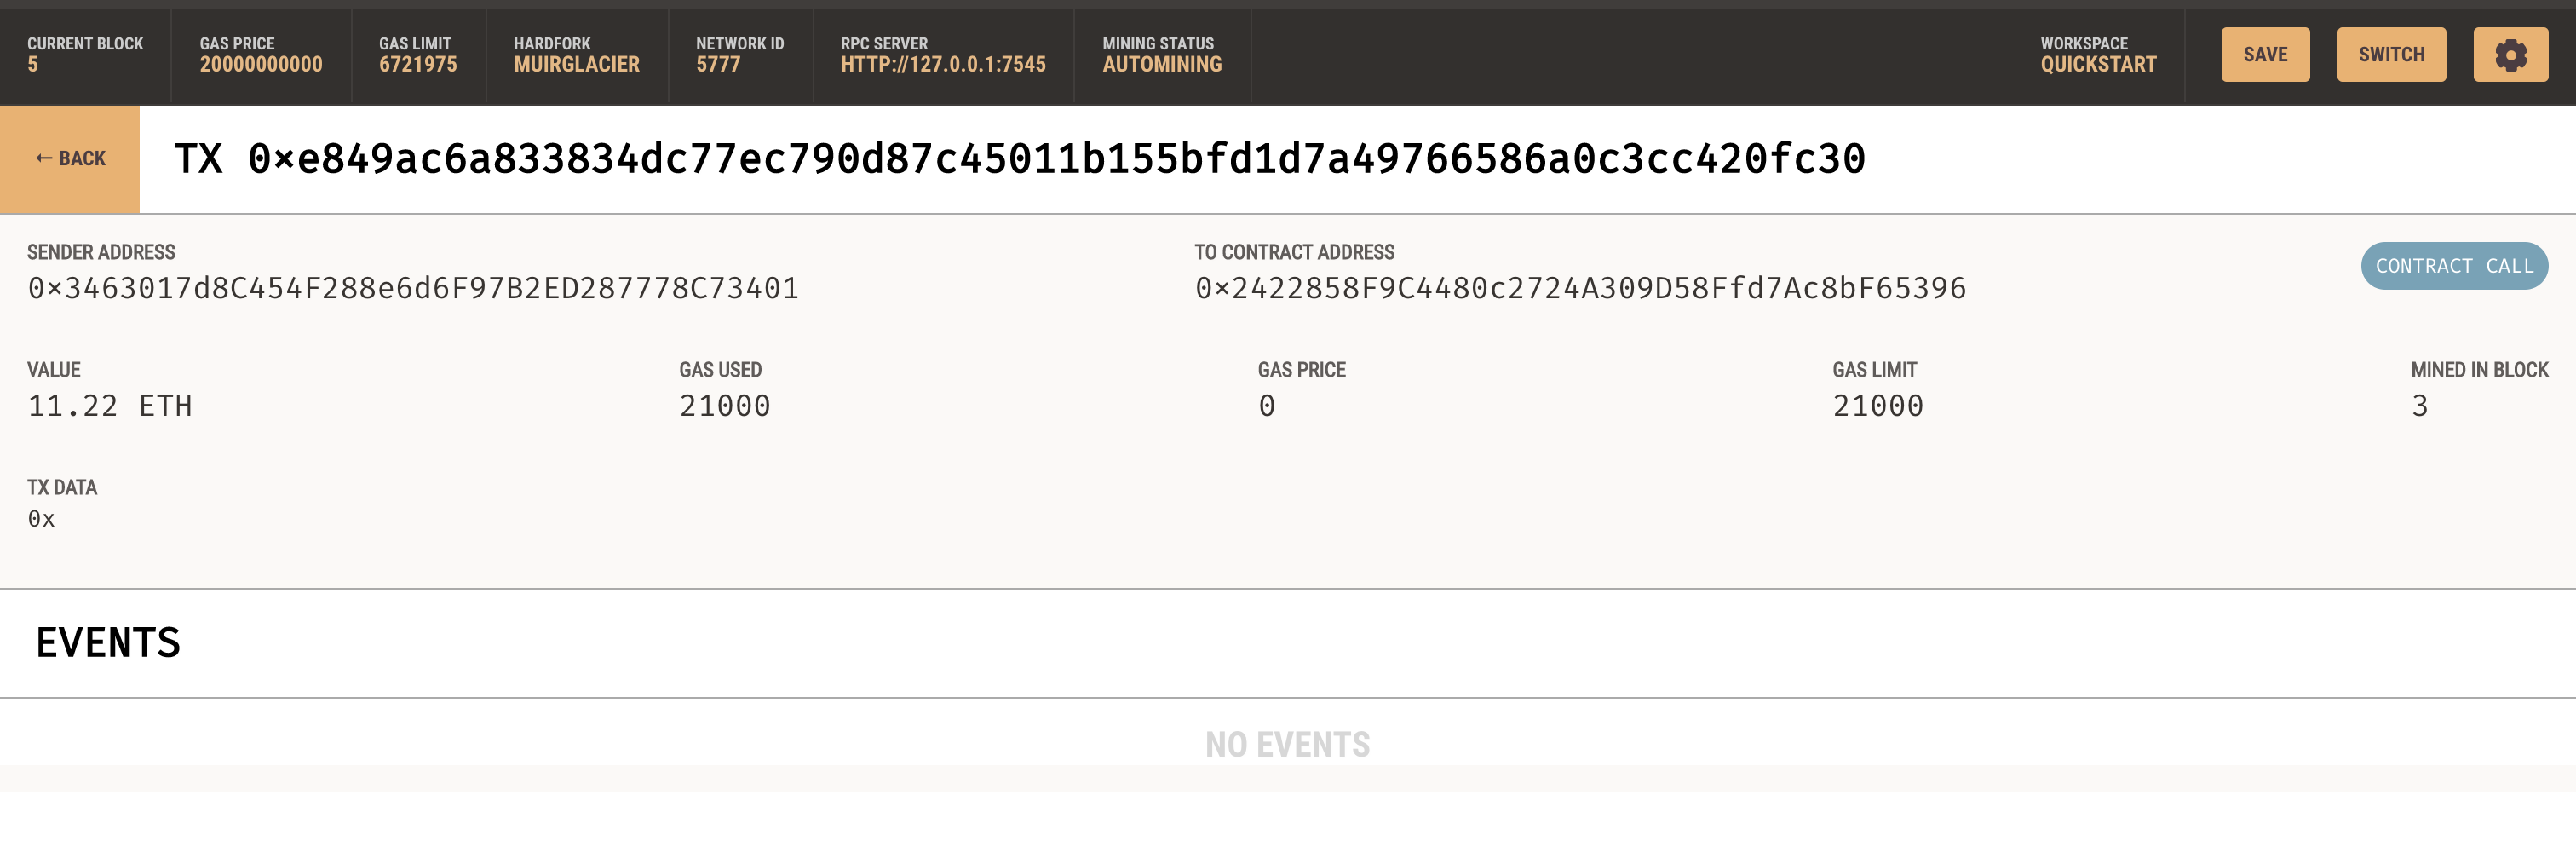 CURRENT BLOCK
5
GAS PRICE
20000000000
GAS LIMIT
6721975
HARDFORK
MUIRGLACIER
NETWORK ID
5777
RPC SERVER
HTTP://127.0.0.1:7545
MINING STATUS
AUTOMINING
WORKSPACE
QUICKSTART
SAVE
SWITCH
← BACK
TX 0×e849ac6a833834dc77ec790d87c45011b155bfd1d7a49766586a0c3cc420fc30
SENDER ADDRESS
0×3463017d8C454F288e6d6F97B2ED287778C73401
TO CONTRACT ADDRESS
0×2422858F9C4480c2724A309D58Ffd7Ac8bF65396
CONTRACT CALL
VALUE
11.22 ETH
GAS USED
21000
GAS PRICE
0
GAS LIMIT
21000
MINED IN BLOCK
3
TX DATA
0x
EVENTS
NO EVENTS